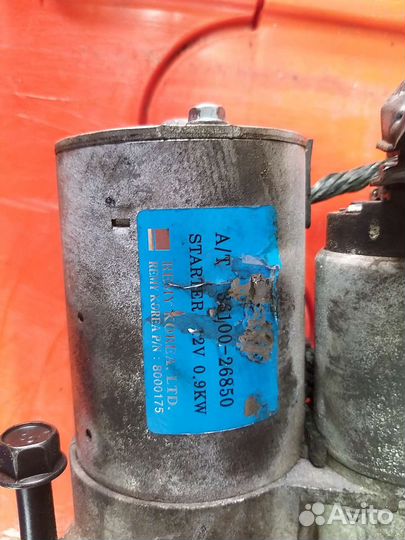 A/T 36100-26850
STARTER 12V 0.9KW
REMY KOREA LTD.
REMY KOREA P/N : 8000175
Avito